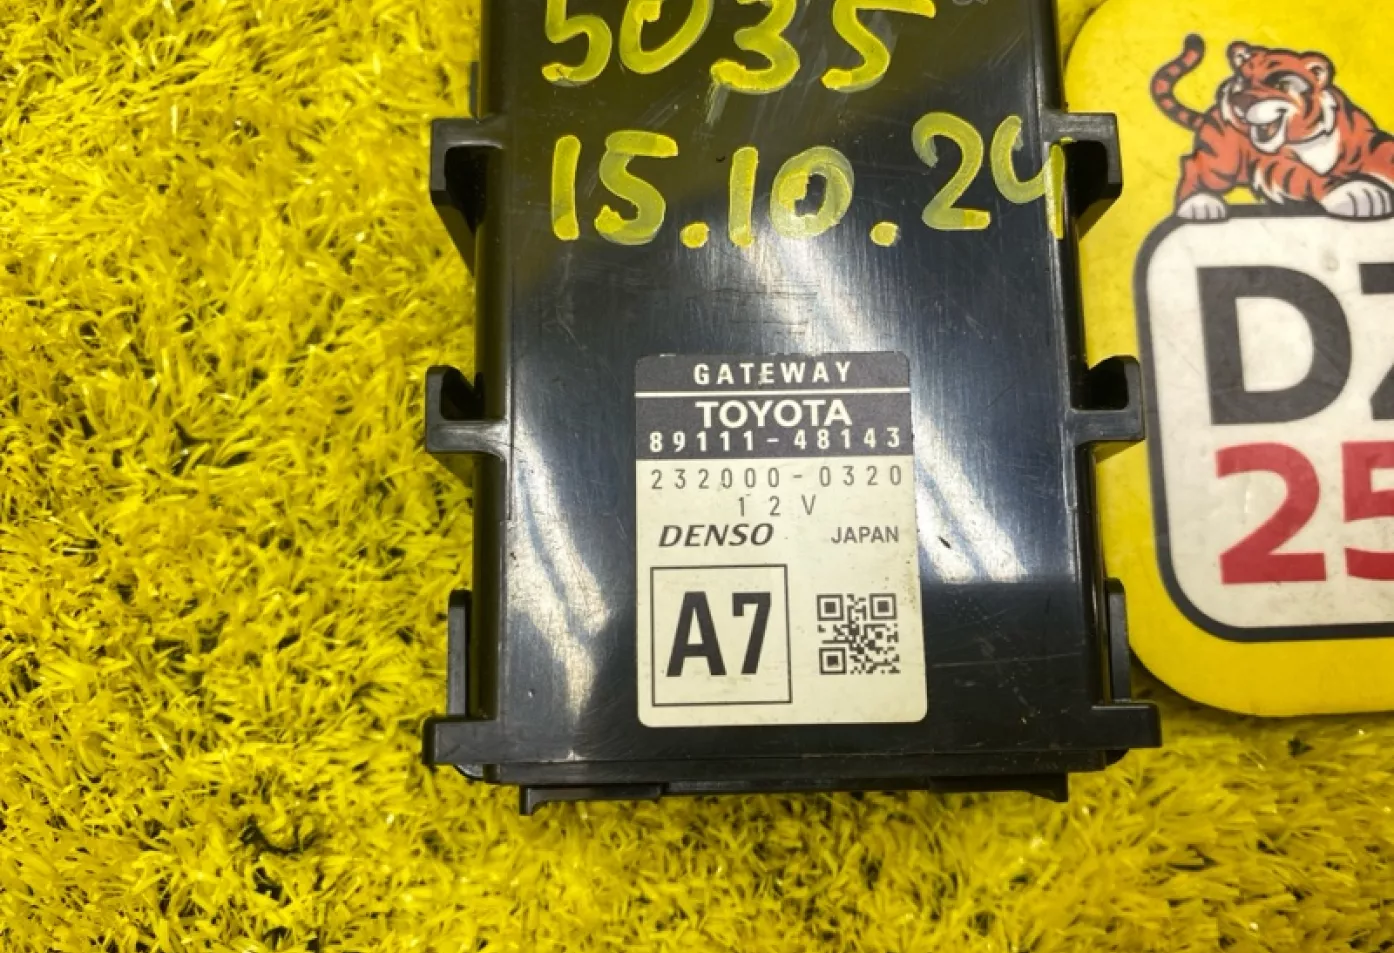 5035
15.10.24
GATEWAY
TOYOTA
89111-48143
232000-0320
12V
DENSO JAPAN
A7
DZ
25